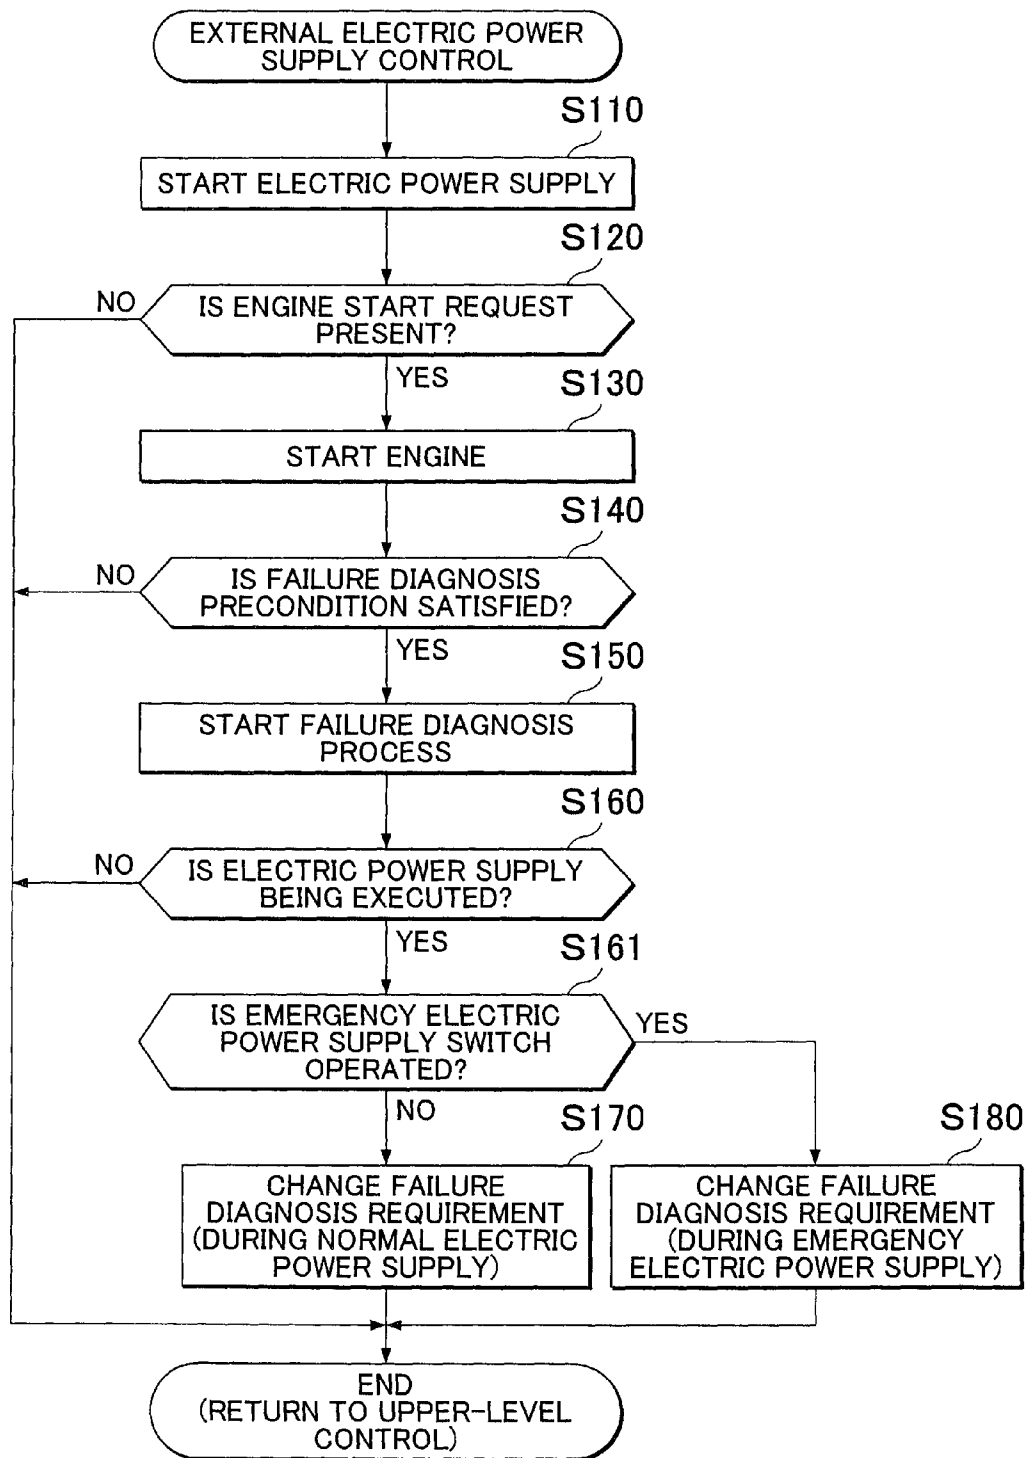 EXTERNAL ELECTRIC POWER
SUPPLY CONTROL
S110
START ELECTRIC POWER SUPPLY
S120
NO
IS ENGINE START REQUEST
PRESENT?
YES
S130
START ENGINE
S140
NO
IS FAILURE DIAGNOSIS
PRECONDITION SATISFIED?
YES
S150
START FAILURE DIAGNOSIS
PROCESS
S160
NO
IS ELECTRIC POWER SUPPLY
BEING EXECUTED?
YES
S161
IS EMERGENCY ELECTRIC
POWER SUPPLY SWITCH
OPERATED?
YES
NO
S170
CHANGE FAILURE
DIAGNOSIS REQUIREMENT
(DURING NORMAL ELECTRIC
POWER SUPPLY)
S180
CHANGE FAILURE
DIAGNOSIS REQUIREMENT
(DURING EMERGENCY
ELECTRIC POWER SUPPLY)
END
(RETURN TO UPPER-LEVEL
CONTROL)